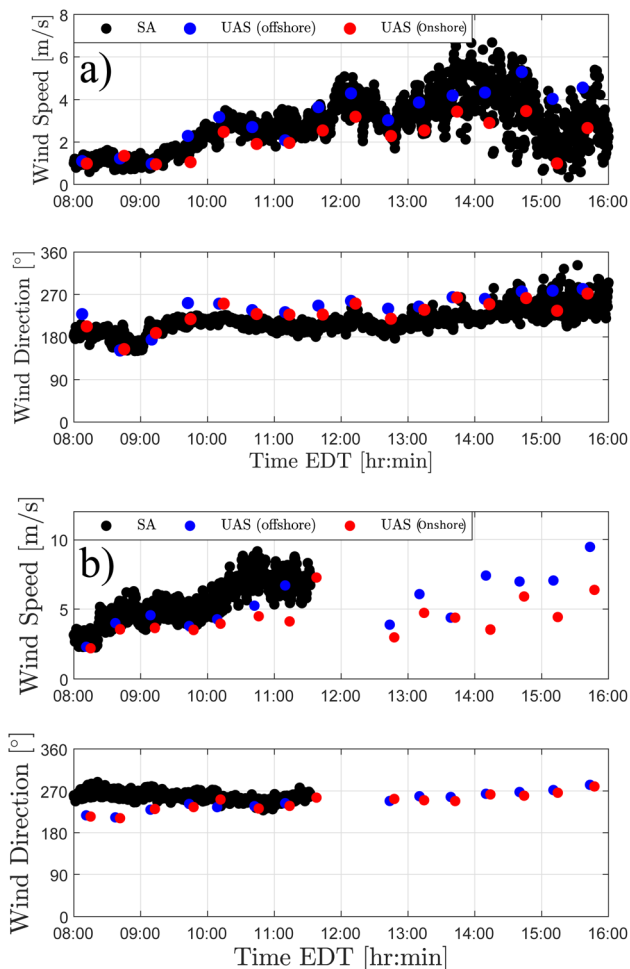 SA UAS (offshore) UAS (Onshore)
a)
Wind Speed [m/s]
8
6
4
2
0
08:00 09:00 10:00 11:00 12:00 13:00 14:00 15:00 16:00
Wind Direction [°]
360
270
180
90
0
08:00 09:00 10:00 11:00 12:00 13:00 14:00 15:00 16:00
Time EDT [hr:min]
SA UAS (offshore) UAS (Onshore)
b)
Wind Speed [m/s]
10
5
0
08:00 09:00 10:00 11:00 12:00 13:00 14:00 15:00 16:00
Wind Direction [°]
360
270
180
90
0
08:00 09:00 10:00 11:00 12:00 13:00 14:00 15:00 16:00
Time EDT [hr:min]